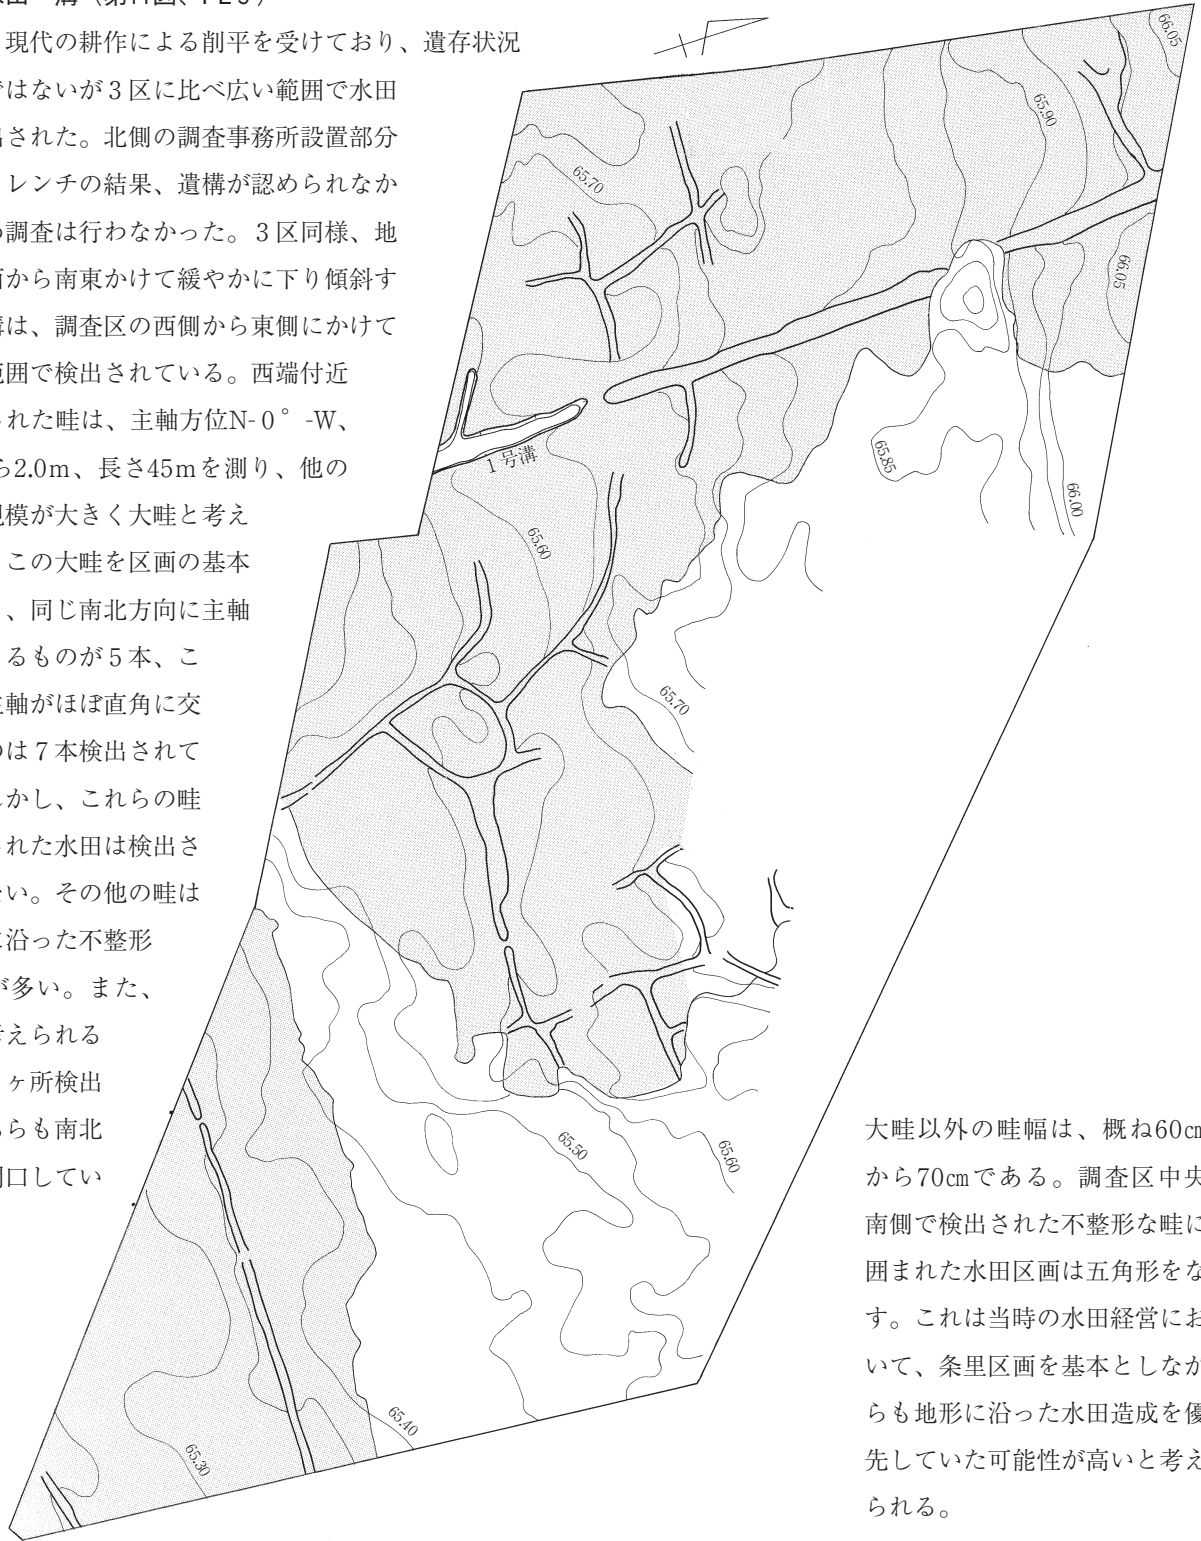 現代の耕作による削平を受けており、遺存状況
はないが３区に比べ広い範囲で水田
出された。北側の調査事務所設置部分
レンチの結果、遺構が認められなか
調査は行わなかった。３区同様、地
から南東かけて緩やかに下り傾斜す
は、調査区の西側から東側にかけて
囲で検出されている。西端付近
れた畦は、主軸方位N-０°-W、
ら2.0ｍ、長さ45ｍを測り、他の
規模が大きく大畦と考え
この大畦を区画の基本
、同じ南北方向に主軸
るものが５本、こ
主軸がほぼ直角に交
のは７本検出されて
かし、これらの畦
れた水田は検出さ
い。その他の畦は
に沿った不整形
が多い。また、
考えられる
ヶ所検出
らも南北
開口してい
66.05
65.90
65.70
66.05
65.85
66.00
１号溝
65.60
65.70
65.50
65.60
65.40
65.30
大畦以外の畦幅は、概ね60㎝
から70㎝である。調査区中央
南側で検出された不整形な畦に
囲まれた水田区画は五角形をな
す。これは当時の水田経営にお
いて、条里区画を基本としなが
らも地形に沿った水田造成を優
先していた可能性が高いと考え
られる。